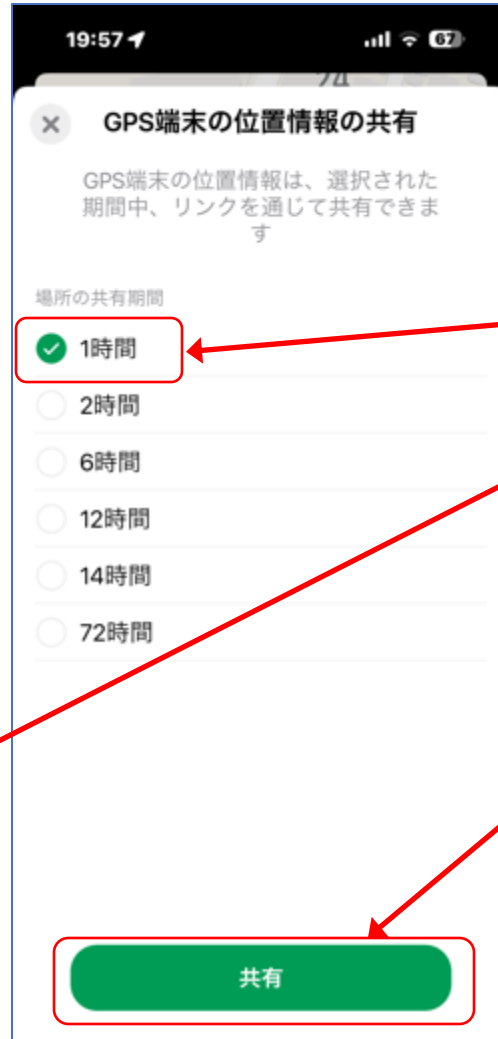 19:57
67
24
GPS端末の位置情報の共有
GPS端末の位置情報は、選択された
期間中、リンクを通じて共有できま
す
場所の共有期間
1時間
2時間
6時間
12時間
14時間
72時間
共有